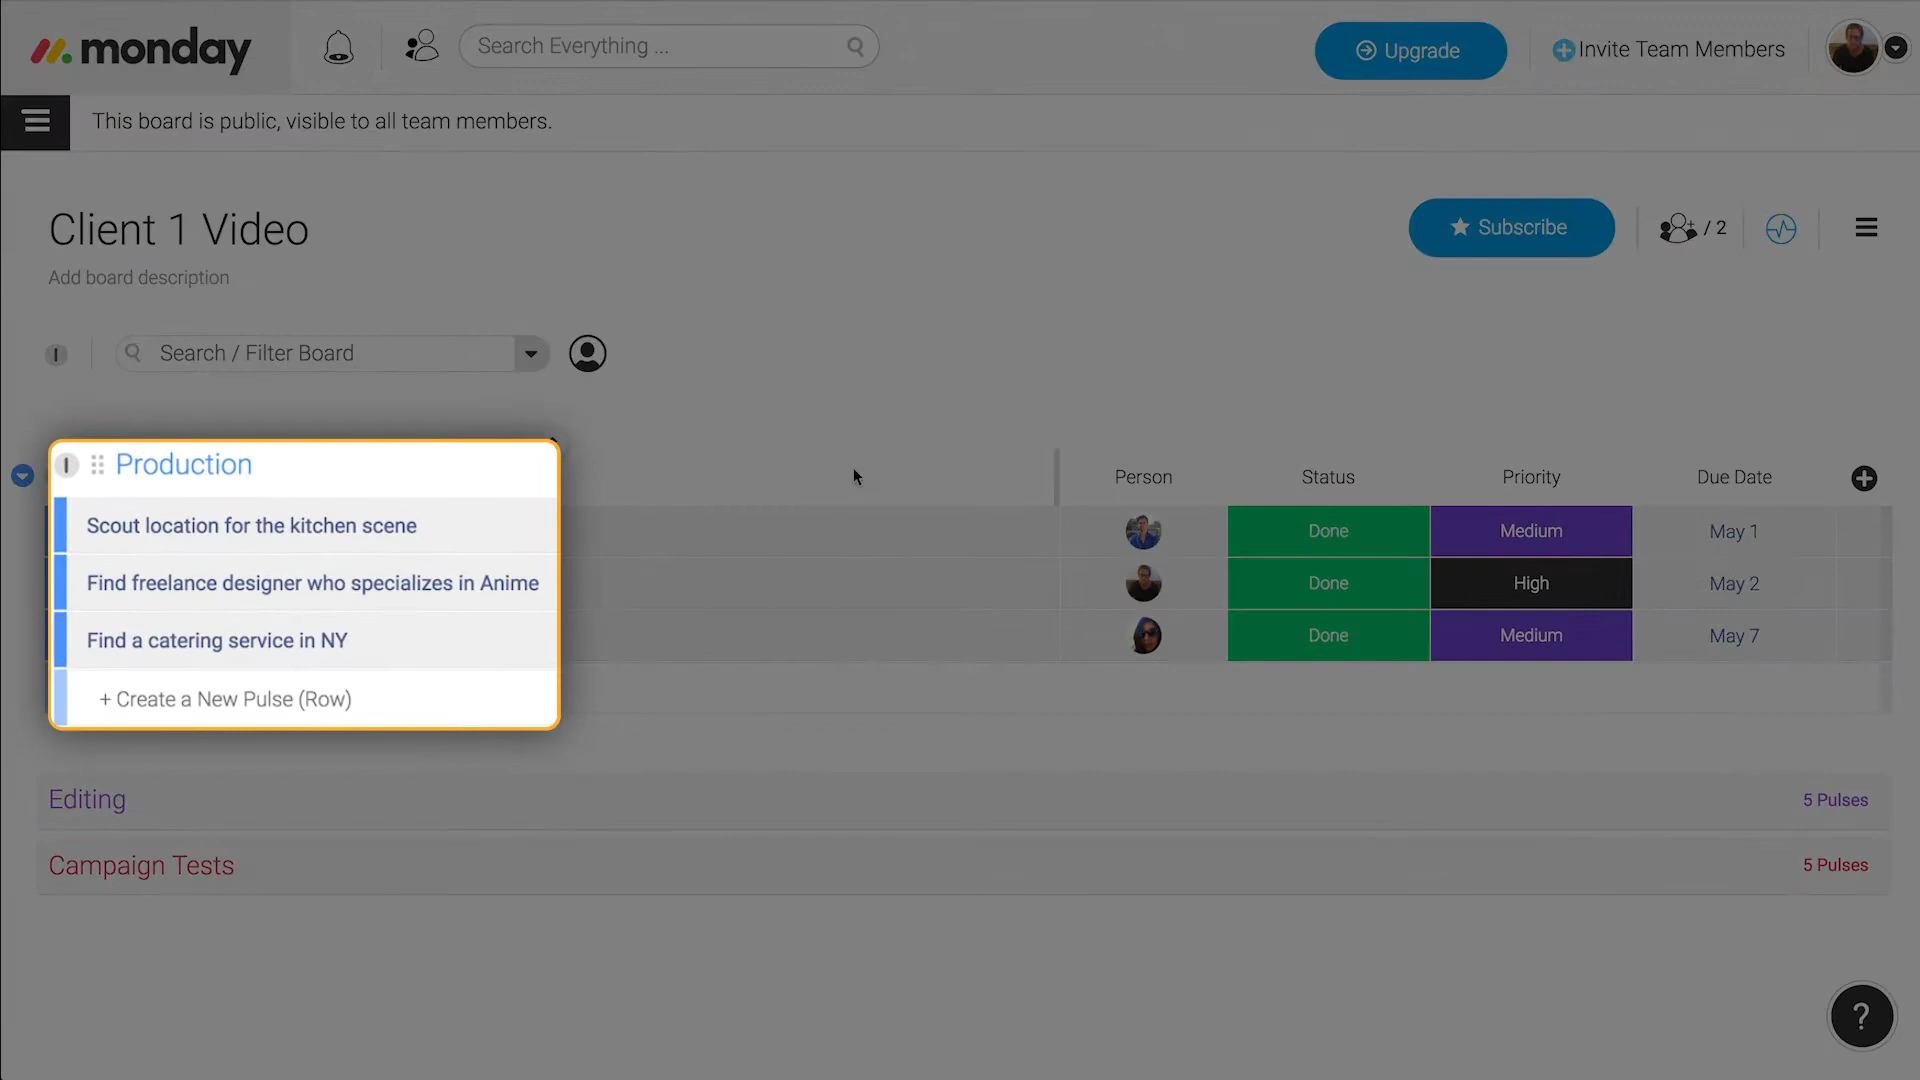 monday
Search Everything ...
Upgrade
Invite Team Members
This board is public, visible to all team members.
Client 1 Video
Subscribe
/ 2
Add board description
Search / Filter Board
Production
Person
Status
Priority
Due Date
Scout location for the kitchen scene
Done
Medium
May 1
Find freelance designer who specializes in Anime
Done
High
May 2
Find a catering service in NY
Done
Medium
May 7
+ Create a New Pulse (Row)
Editing
5 Pulses
Campaign Tests
5 Pulses
?